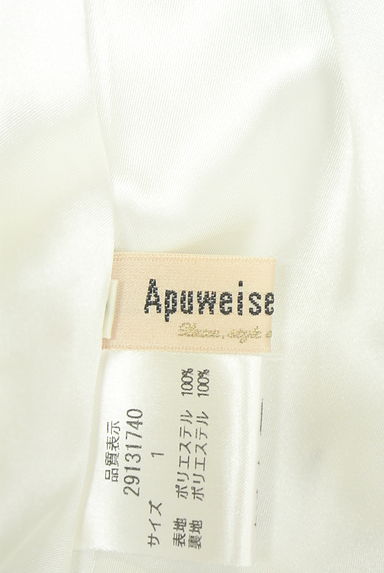 Apuweise
品質表示
29131740
サイズ 1
表地 ポリエステル 100%
裏地 ポリエステル 100%